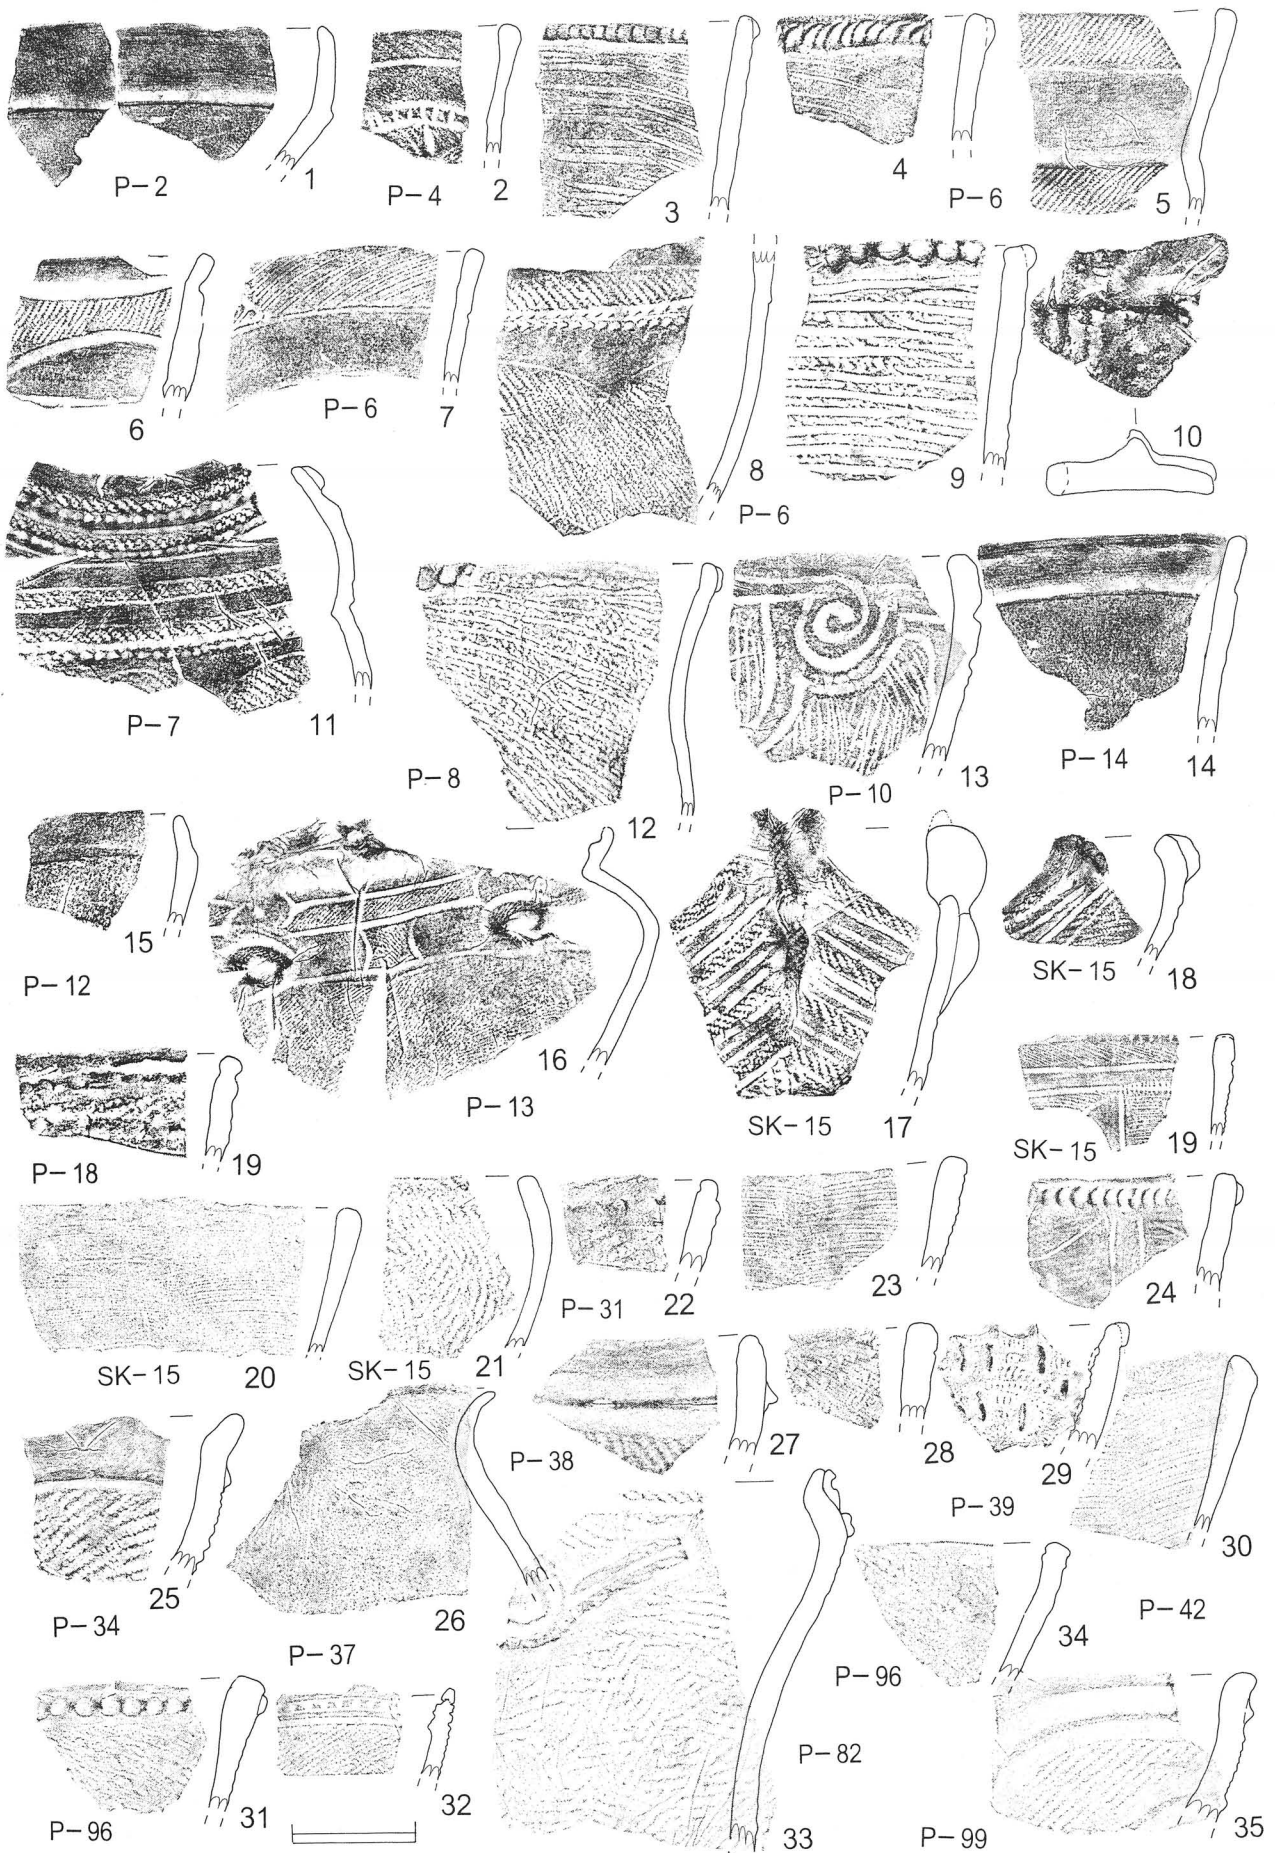 P-2 1 P-4 2 3 4 P-6 5
6 P-6 7 8 P-6 9 10
P-7 11 P-8 12 P-10 13 P-14 14
P-12 15 P-13 16 SK-15 17 SK-15 18
P-18 19 SK-15 19
SK-15 20 SK-15 21 P-31 22 23 24
P-34 25 P-37 26 P-38 27 28 P-39 29 P-42 30
P-96 31 32 P-82 33 P-96 34 P-99 35